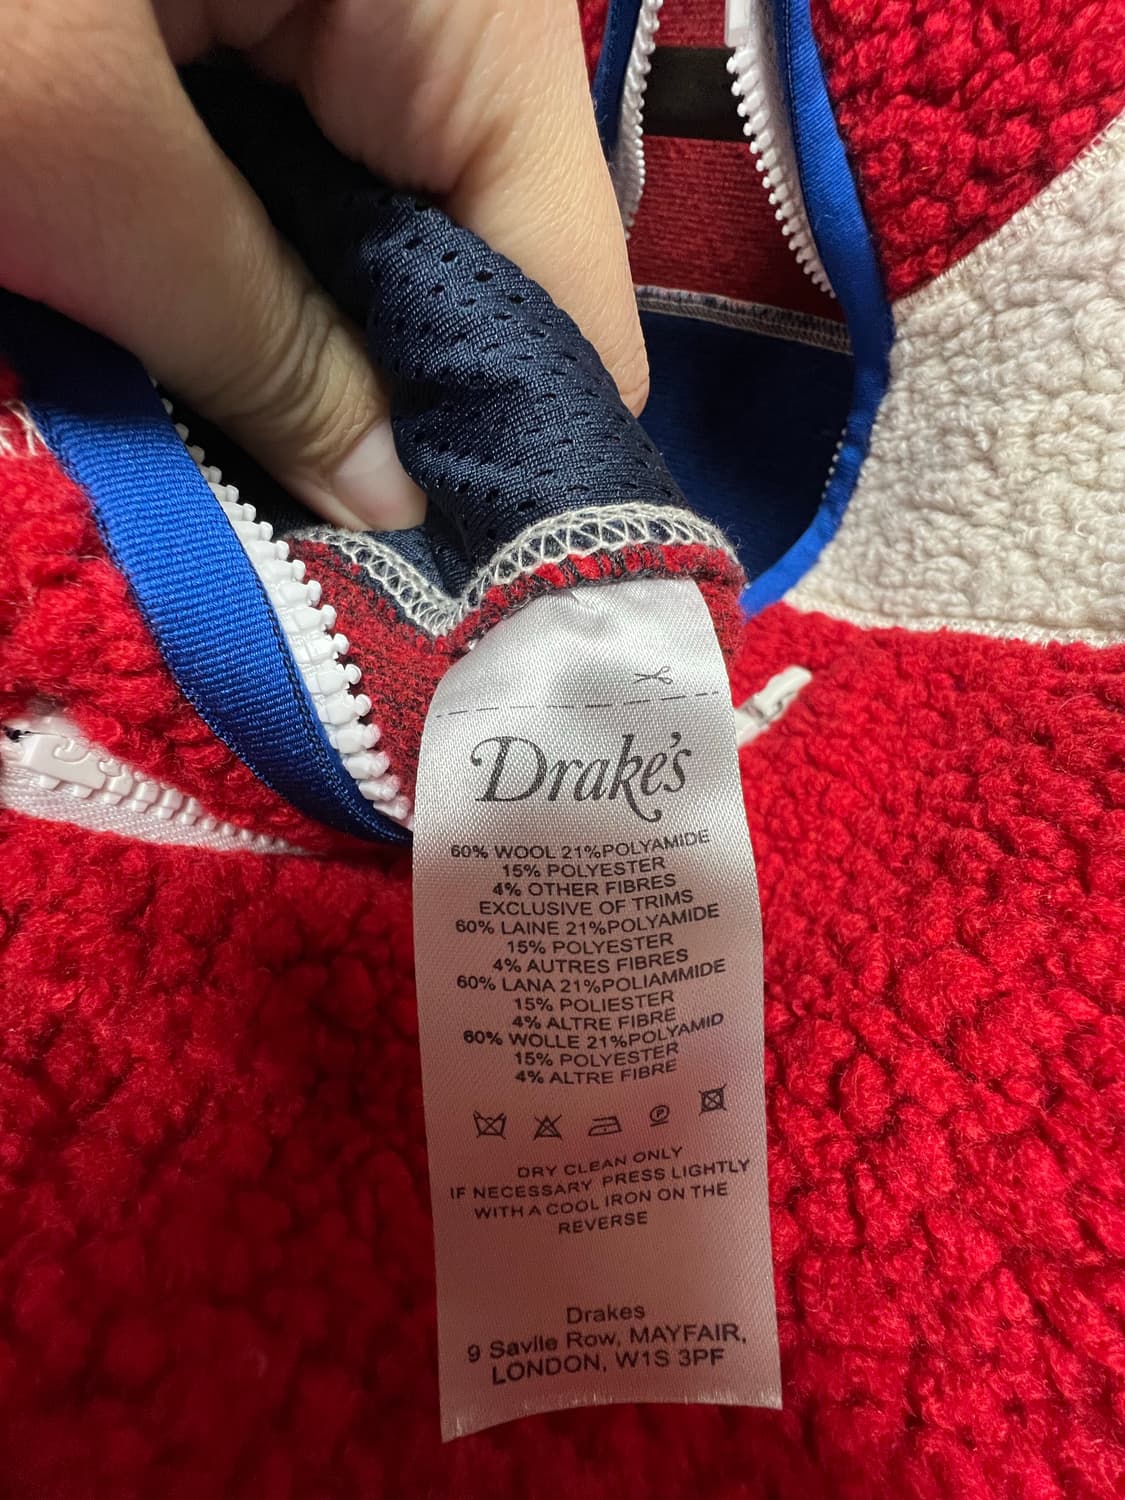 Drake's
60% WOOL 21%POLYAMIDE
15% POLYESTER
4% OTHER FIBRES
EXCLUSIVE OF TRIMS
60% LAINE 21%POLYAMIDE
15% POLYESTER
4% AUTRES FIBRES
60% LANA 21%POLIAMMIDE
15% POLIESTER
4% ALTRE FIBRE
60% WOLLE 21%POLYAMID
15% POLYESTER
4% ALTRE FIBRE
DRY CLEAN ONLY
IF NECESSARY PRESS LIGHTLY
WITH A COOL IRON ON THE
REVERSE
Drakes
9 Savile Row, MAYFAIR,
LONDON, W1S 3PF